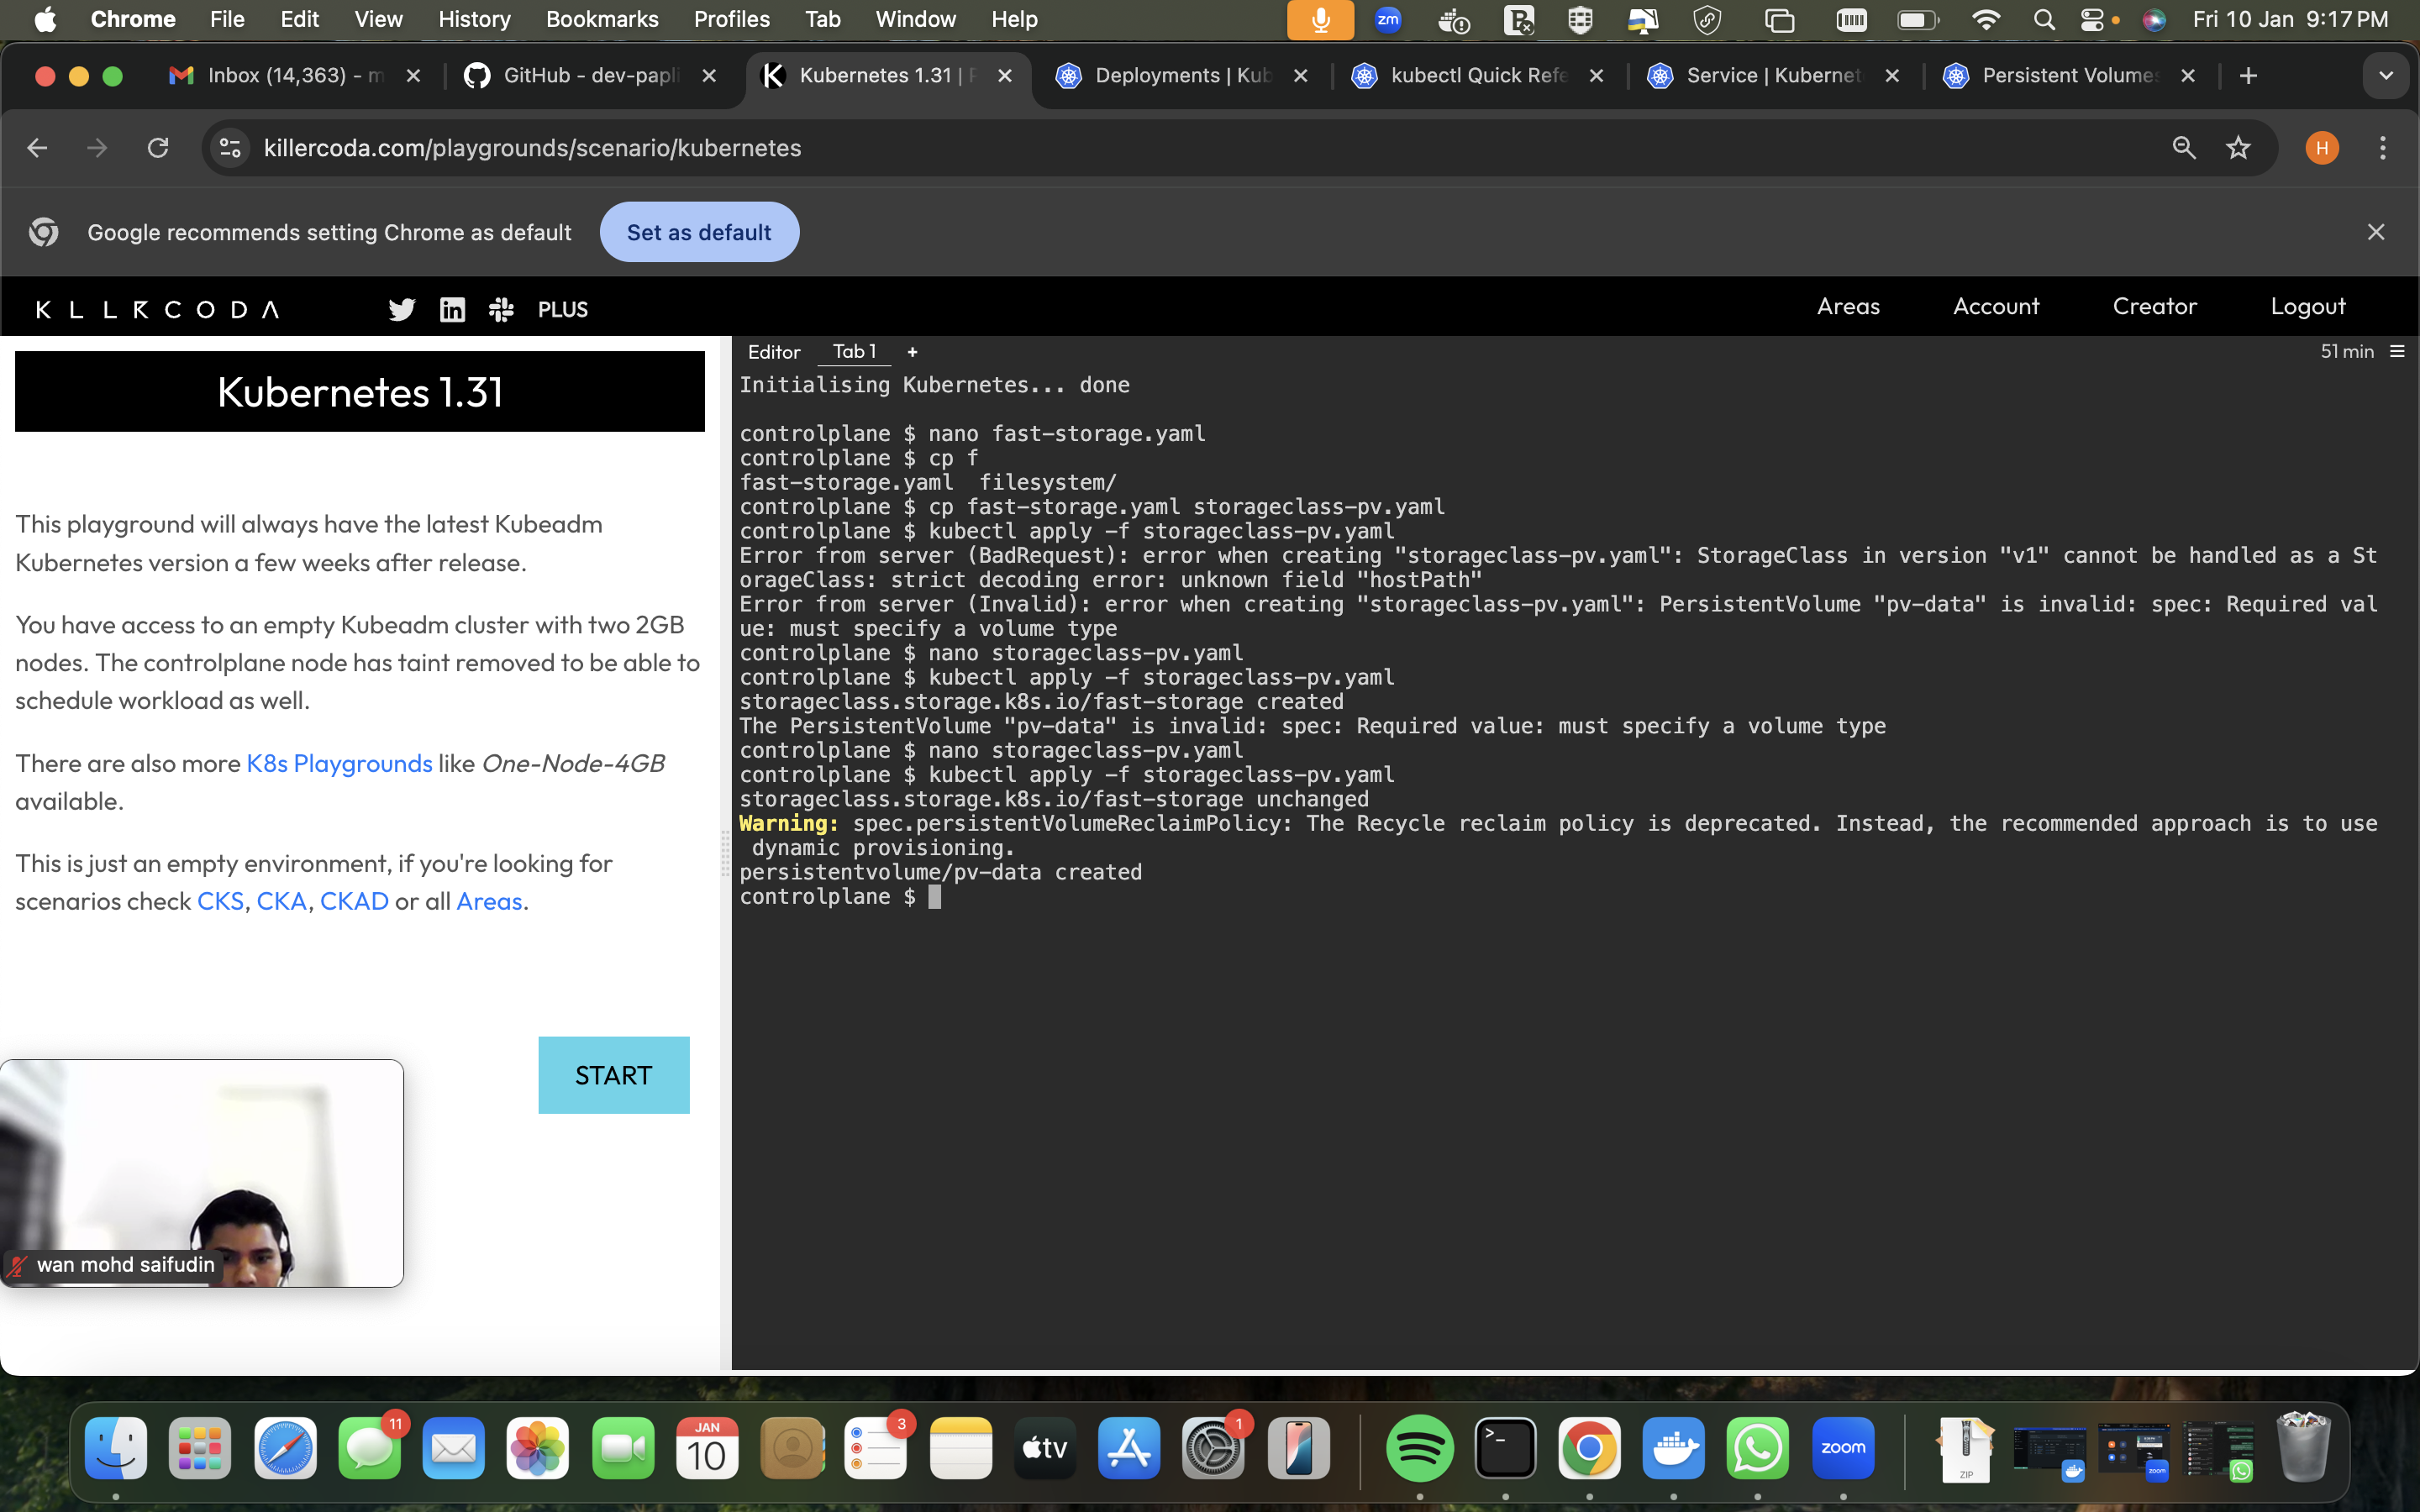 Chrome File Edit View History Bookmarks Profiles Tab Window Help zm Fri 10 Jan 9:17 PM
Inbox (14,363) - m GitHub - dev-papli Kubernetes 1.31 | P Deployments | Kub kubectl Quick Refe Service | Kubernet Persistent Volumes
killercoda.com/playgrounds/scenario/kubernetes H
Google recommends setting Chrome as default Set as default
KLLRCODA PLUS Areas Account Creator Logout
Kubernetes 1.31
This playground will always have the latest Kubeadm
Kubernetes version a few weeks after release.
You have access to an empty Kubeadm cluster with two 2GB
nodes. The controlplane node has taint removed to be able to
schedule workload as well.
There are also more K8s Playgrounds like One-Node-4GB
available.
This is just an empty environment, if you're looking for
scenarios check CKS, CKA, CKAD or all Areas.
START
wan mohd saifudin
Editor Tab 1 + 51 min
Initialising Kubernetes... done
controlplane $ nano fast-storage.yaml
controlplane $ cp f
fast-storage.yaml  filesystem/
controlplane $ cp fast-storage.yaml storageclass-pv.yaml
controlplane $ kubectl apply -f storageclass-pv.yaml
Error from server (BadRequest): error when creating "storageclass-pv.yaml": StorageClass in version "v1" cannot be handled as a St
orageClass: strict decoding error: unknown field "hostPath"
Error from server (Invalid): error when creating "storageclass-pv.yaml": PersistentVolume "pv-data" is invalid: spec: Required val
ue: must specify a volume type
controlplane $ nano storageclass-pv.yaml
controlplane $ kubectl apply -f storageclass-pv.yaml
storageclass.storage.k8s.io/fast-storage created
The PersistentVolume "pv-data" is invalid: spec: Required value: must specify a volume type
controlplane $ nano storageclass-pv.yaml
controlplane $ kubectl apply -f storageclass-pv.yaml
storageclass.storage.k8s.io/fast-storage unchanged
Warning: spec.persistentVolumeReclaimPolicy: The Recycle reclaim policy is deprecated. Instead, the recommended approach is to use
dynamic provisioning.
persistentvolume/pv-data created
controlplane $
11 JAN 10 3 tv 1 zoom ZIP zoom